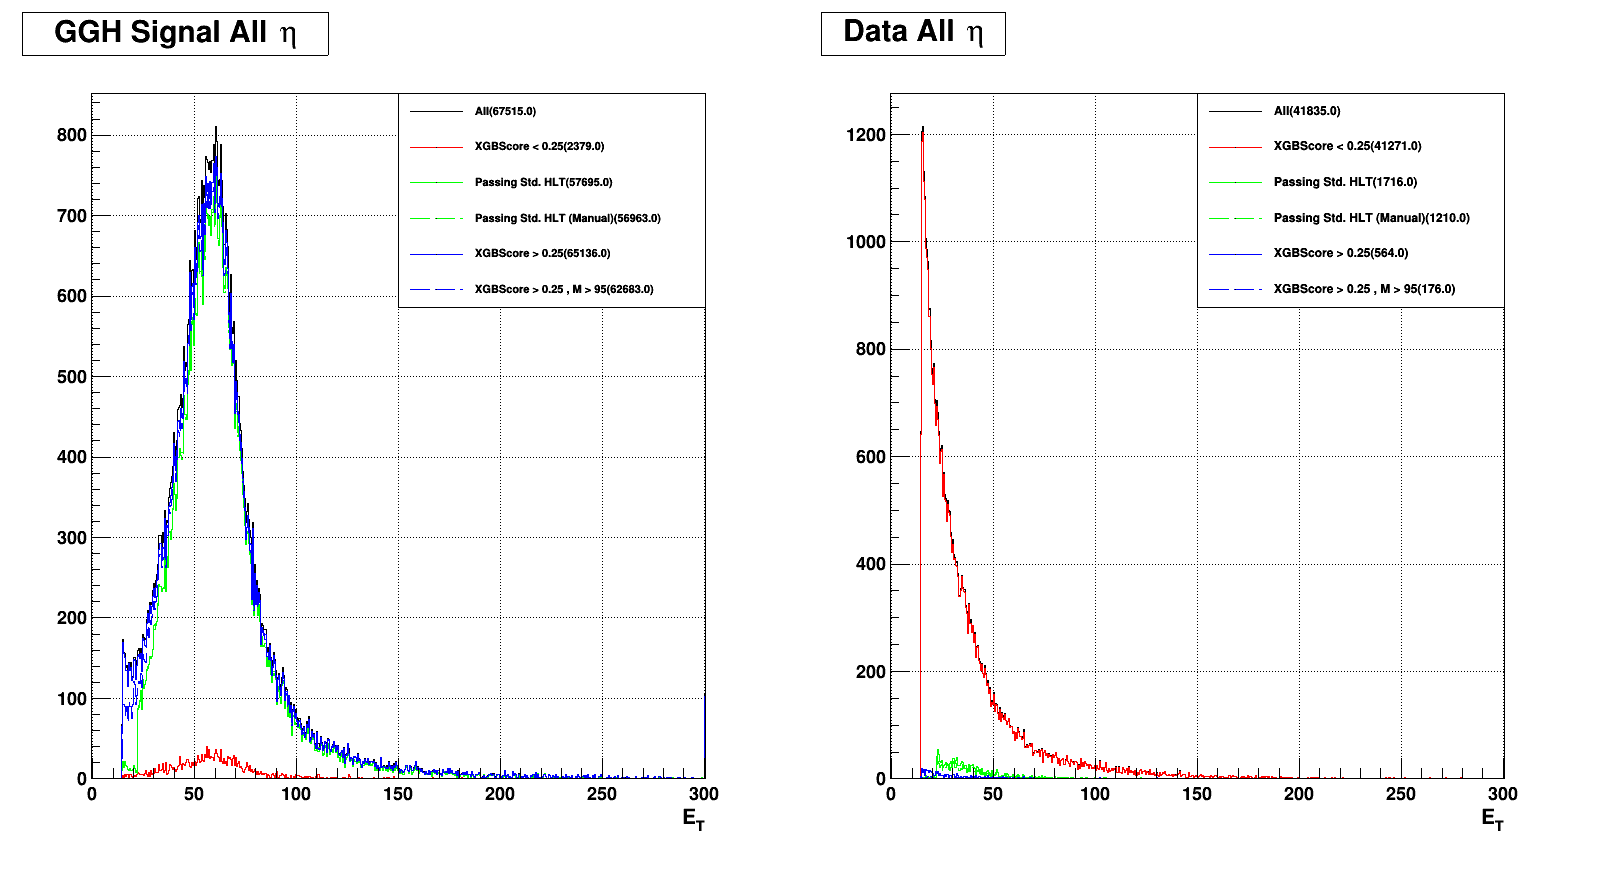 GGH Signal All η
All(67515.0)
XGBScore < 0.25(2379.0)
Passing Std. HLT(57695.0)
Passing Std. HLT (Manual)(56963.0)
XGBScore > 0.25(65136.0)
XGBScore > 0.25 , M > 95(62683.0)
800
700
600
500
400
300
200
100
0
0 50 100 150 200 250 300
E_T
Data All η
All(41835.0)
XGBScore < 0.25(41271.0)
Passing Std. HLT(1716.0)
Passing Std. HLT (Manual)(1210.0)
XGBScore > 0.25(564.0)
XGBScore > 0.25 , M > 95(176.0)
1200
1000
800
600
400
200
0
0 50 100 150 200 250 300
E_T